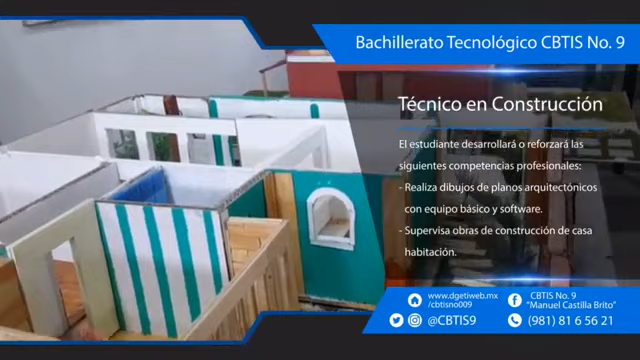 Bachillerato Tecnológico CBTIS No. 9
Técnico en Construcción
El estudiante desarrollará o reforzará las
siguientes competencias profesionales:
- Realiza dibujos de planos arquitectónicos
con equipo básico y software.
- Supervisa obras de construcción de casa
habitación.
www.dgetiweb.mx
/cbtisno009
CBTIS No. 9
"Manuel Castilla Brito"
@CBTIS9
(981) 81 6 56 21